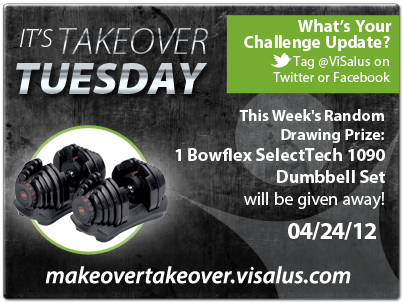 IT'S TAKEOVER
TUESDAY
What's Your
Challenge Update?
Tag @ViSalus on
Twitter or Facebook
This Week's Random
Drawing Prize:
1 Bowflex SelectTech 1090
Dumbbell Set
will be given away!
04/24/12
makeovertakeover.visalus.com